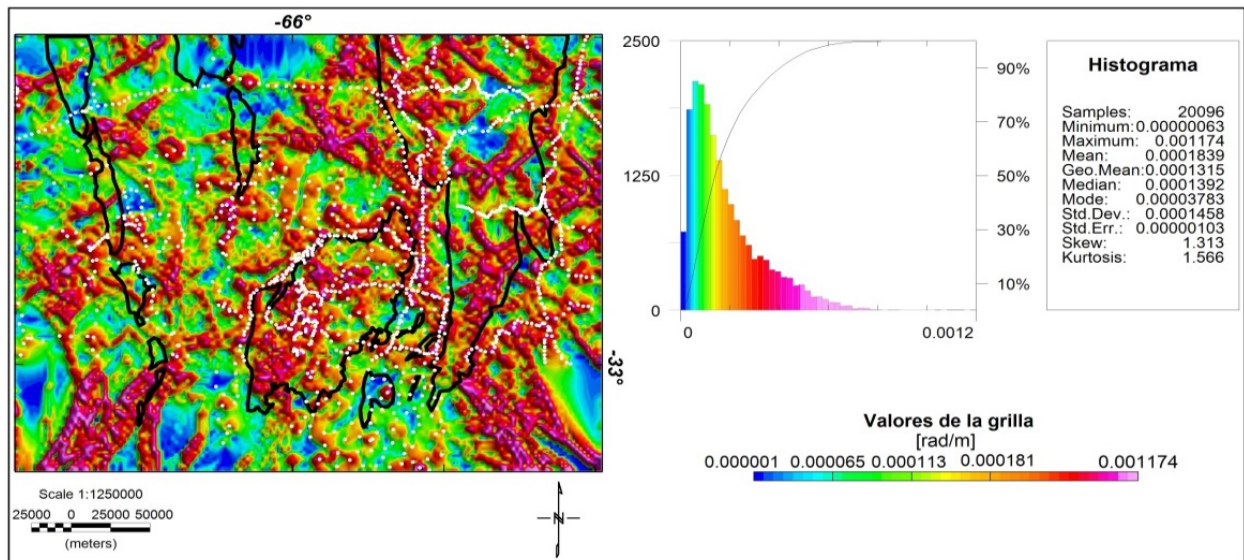 -66°
-33°
Scale 1:1250000
25000 0 25000 50000
(meters)
N
2500
1250
0
90%
70%
50%
30%
10%
0
0.0012
Histograma
Samples: 20096
Minimum: 0.00000063
Maximum: 0.001174
Mean: 0.0001839
Geo.Mean: 0.0001315
Median: 0.0001392
Mode: 0.00003783
Std.Dev.: 0.0001458
Std.Err.: 0.00000103
Skew: 1.313
Kurtosis: 1.566
Valores de la grilla
[rad/m]
0.000001 0.000065 0.000113 0.000181 0.001174